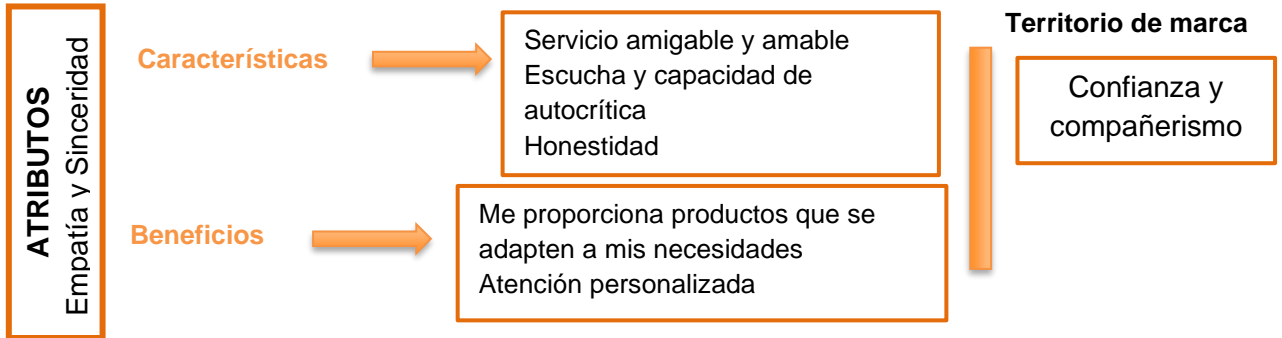 ATRIBUTOS
Empatía y Sinceridad
Características
Servicio amigable y amable
Escucha y capacidad de
autocrítica
Honestidad
Beneficios
Me proporciona productos que se
adapten a mis necesidades
Atención personalizada
Territorio de marca
Confianza y
compañerismo